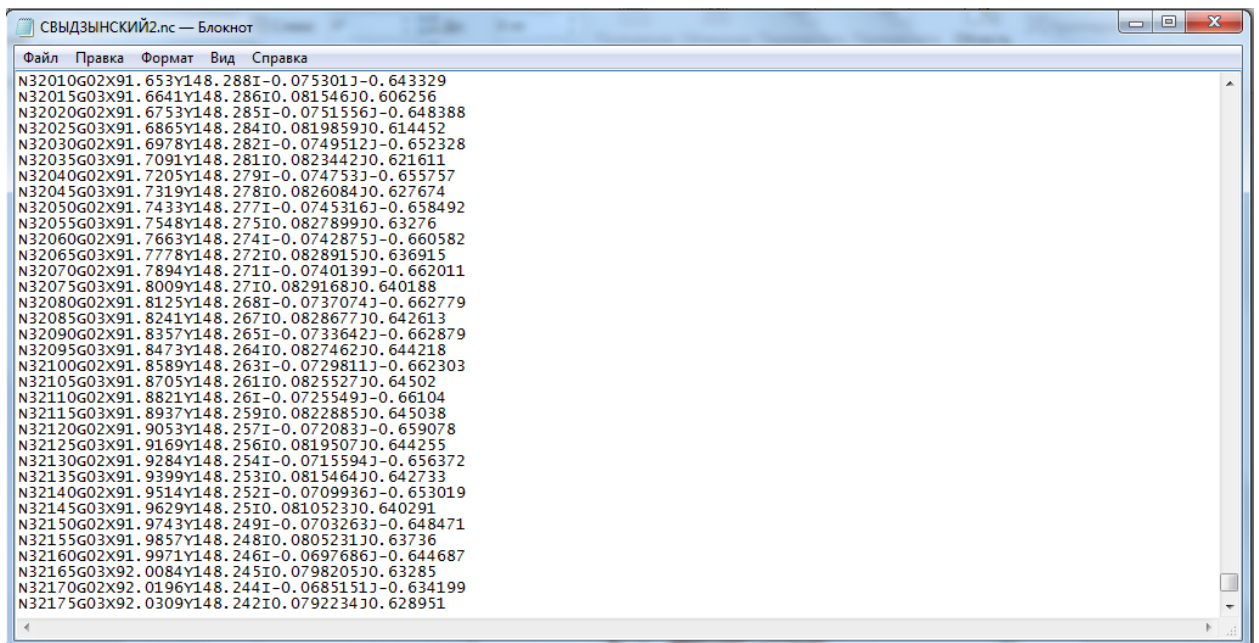 СВЫДЗЫНСКИЙ2.nc — Блокнот
Файл Правка Формат Вид Справка
N32010G02X91.653Y148.288I-0.075301J-0.643329
N32015G03X91.6641Y148.286I0.081546J0.606256
N32020G02X91.6753Y148.285I-0.0751556J-0.648388
N32025G03X91.6865Y148.284I0.0819859J0.614452
N32030G02X91.6978Y148.282I-0.0749512J-0.652328
N32035G03X91.7091Y148.281I0.0823442J0.621611
N32040G02X91.7205Y148.279I-0.074753J-0.655757
N32045G03X91.7319Y148.278I0.0826084J0.627674
N32050G02X91.7433Y148.277I-0.0745316J-0.658492
N32055G03X91.7548Y148.275I0.0827899J0.63276
N32060G02X91.7663Y148.274I-0.0742875J-0.660582
N32065G03X91.7778Y148.272I0.0828915J0.636915
N32070G02X91.7894Y148.271I-0.0740139J-0.662011
N32075G03X91.8009Y148.27I0.0829168J0.640188
N32080G02X91.8125Y148.268I-0.0737074J-0.662779
N32085G03X91.8241Y148.267I0.0828677J0.642613
N32090G02X91.8357Y148.265I-0.0733642J-0.662879
N32095G03X91.8473Y148.264I0.0827462J0.644218
N32100G02X91.8589Y148.263I-0.0729811J-0.662303
N32105G03X91.8705Y148.261I0.0825527J0.64502
N32110G02X91.8821Y148.26I-0.0725549J-0.66104
N32115G03X91.8937Y148.259I0.0822885J0.645038
N32120G02X91.9053Y148.257I-0.072083J-0.659078
N32125G03X91.9169Y148.256I0.0819507J0.644255
N32130G02X91.9284Y148.254I-0.0715594J-0.656372
N32135G03X91.9399Y148.253I0.0815464J0.642733
N32140G02X91.9514Y148.252I-0.0709936J-0.653019
N32145G03X91.9629Y148.25I0.0810523J0.640291
N32150G02X91.9743Y148.249I-0.0703263J-0.648471
N32155G03X91.9857Y148.248I0.0805231J0.63736
N32160G02X91.9971Y148.246I-0.0697686J-0.644687
N32165G03X92.0084Y148.245I0.0798205J0.63285
N32170G02X92.0196Y148.244I-0.0685151J-0.634199
N32175G03X92.0309Y148.242I0.0792234J0.628951